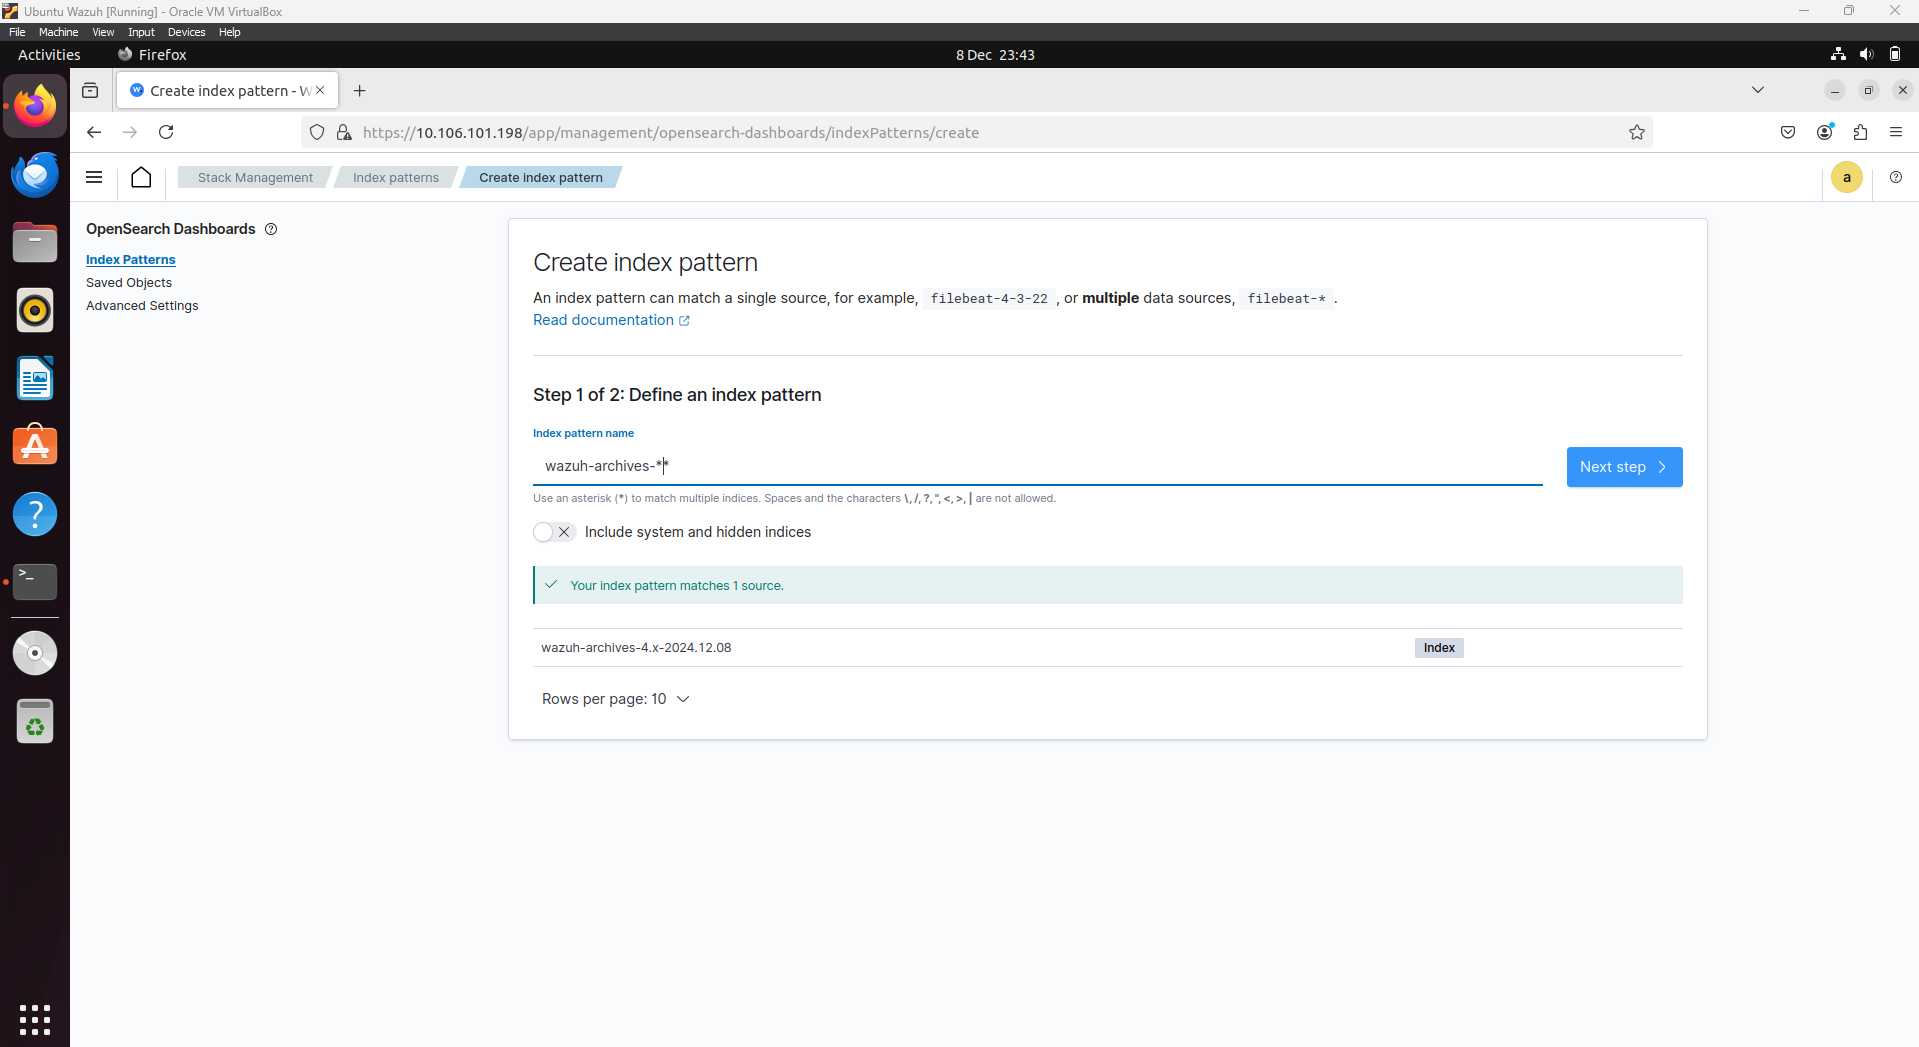 Ubuntu Wazuh [Running] - Oracle VM VirtualBox
File Machine View Input Devices Help
Activities Firefox 8 Dec 23:43
Create index pattern - W
https://10.106.101.198/app/management/opensearch-dashboards/indexPatterns/create
Stack Management Index patterns Create index pattern a
OpenSearch Dashboards
Index Patterns
Saved Objects
Advanced Settings
Create index pattern
An index pattern can match a single source, for example, filebeat-4-3-22 , or multiple data sources, filebeat-* .
Read documentation
Step 1 of 2: Define an index pattern
Index pattern name
wazuh-archives-**
Next step
Use an asterisk (*) to match multiple indices. Spaces and the characters \, /, ?, ", <, >, | are not allowed.
Include system and hidden indices
Your index pattern matches 1 source.
wazuh-archives-4.x-2024.12.08 Index
Rows per page: 10